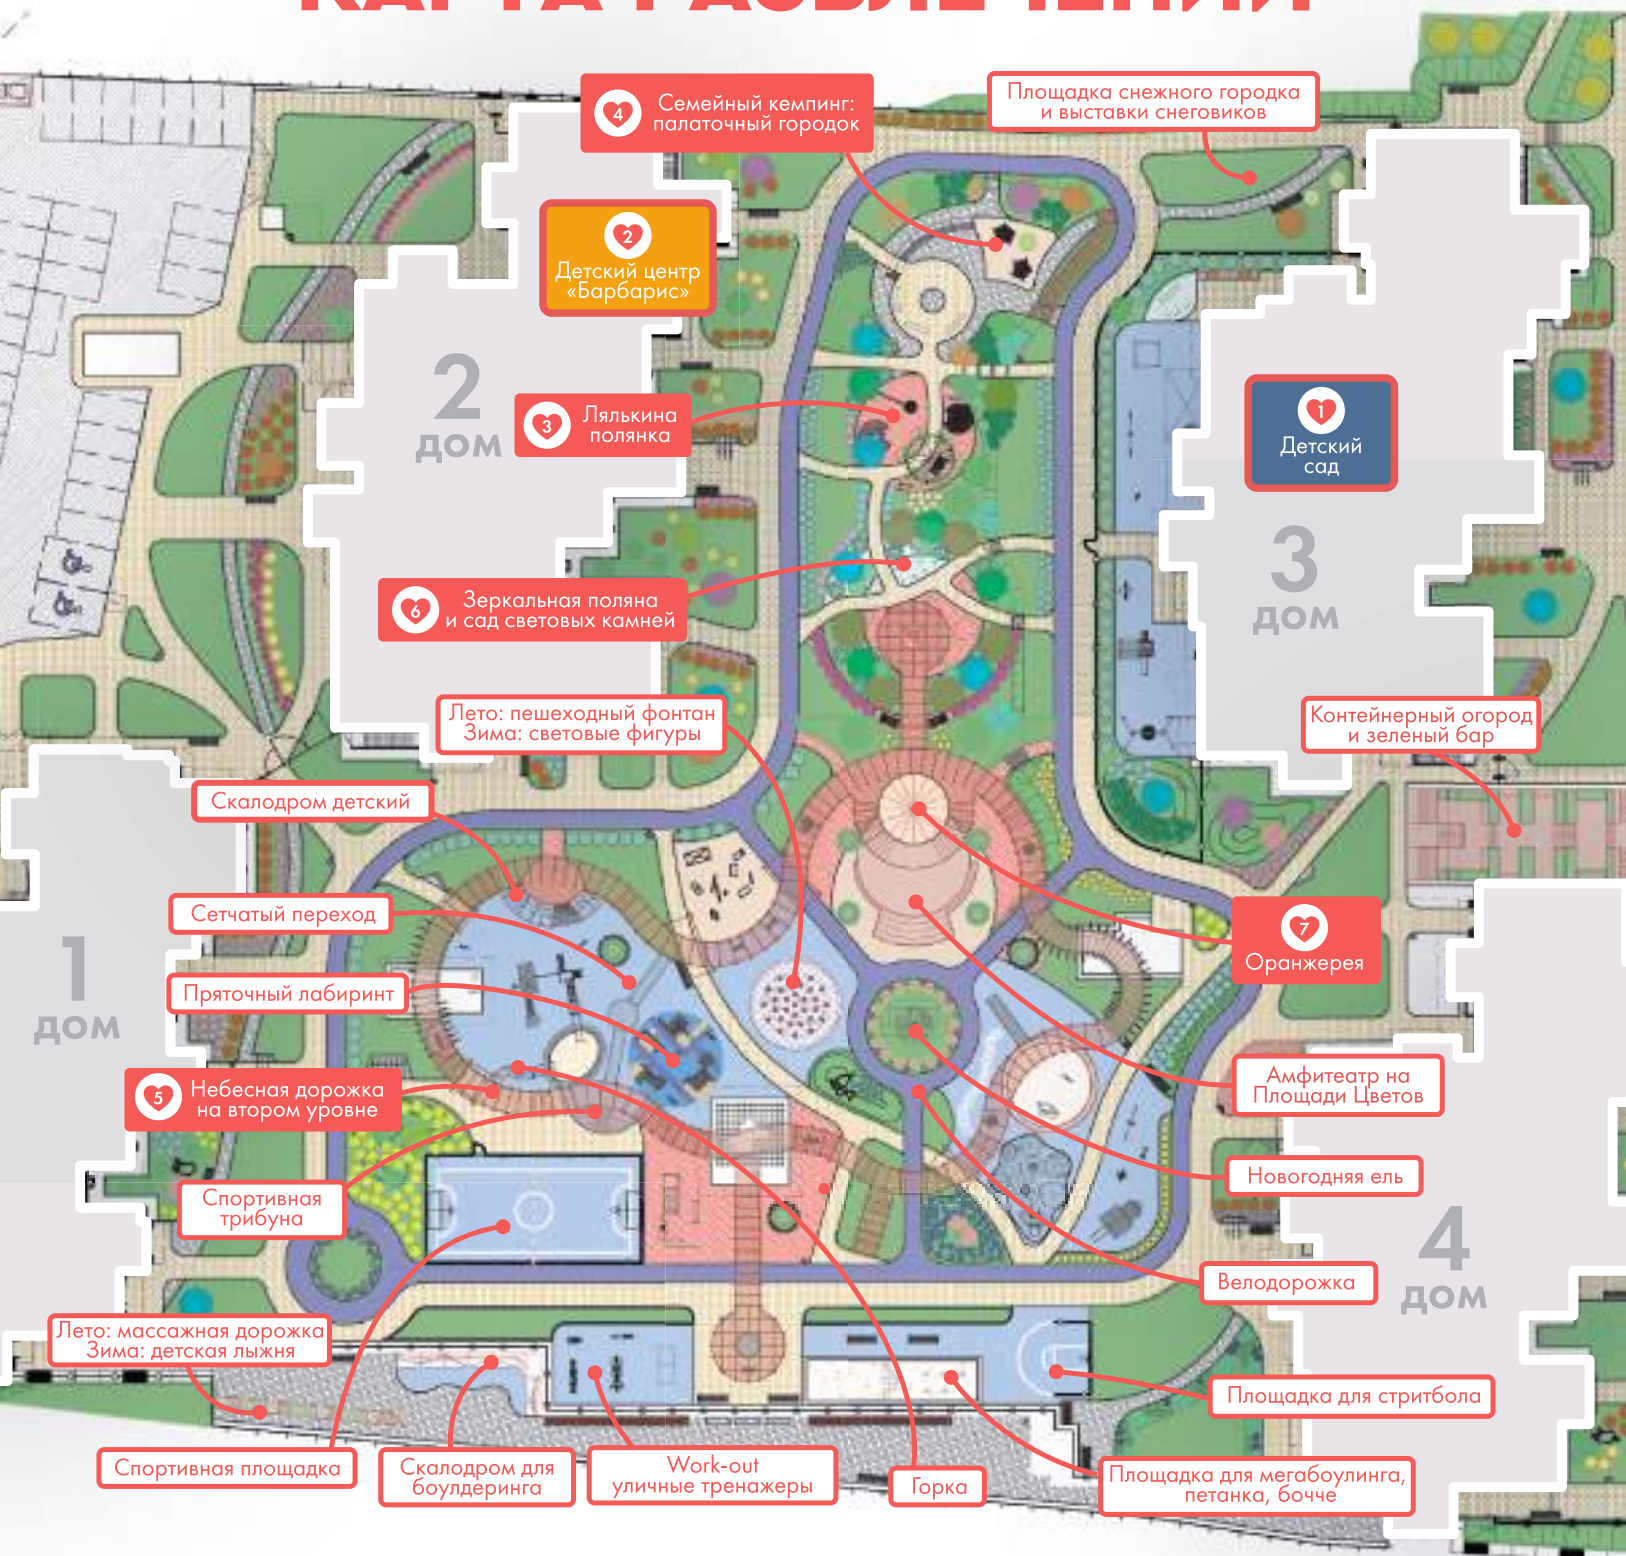 КАРТА РАЗВЛЕЧЕНИЙ
4
Семейный кемпинг:
палаточный городок
Площадка снежного городка
и выставки снеговиков
2
Детский центр
«Барбарис»
2
ДОМ
3
Лялькина
полянка
1
Детский
сад
3
ДОМ
6
Зеркальная поляна
и сад световых камней
Лето: пешеходный фонтан
Зима: световые фигуры
Контейнерный огород
и зеленый бар
Скалодром детский
Сетчатый переход
7
Оранжерея
1
ДОМ
Пряточный лабиринт
5
Небесная дорожка
на втором уровне
Амфитеатр на
Площади Цветов
Новогодняя ель
Спортивная
трибуна
4
ДОМ
Велодорожка
Лето: массажная дорожка
Зима: детская лыжня
Площадка для стритбола
Спортивная площадка
Скалодром для
боулдеринга
Work-out
уличные тренажеры
Горка
Площадка для мегабоулинга,
петанка, бочче